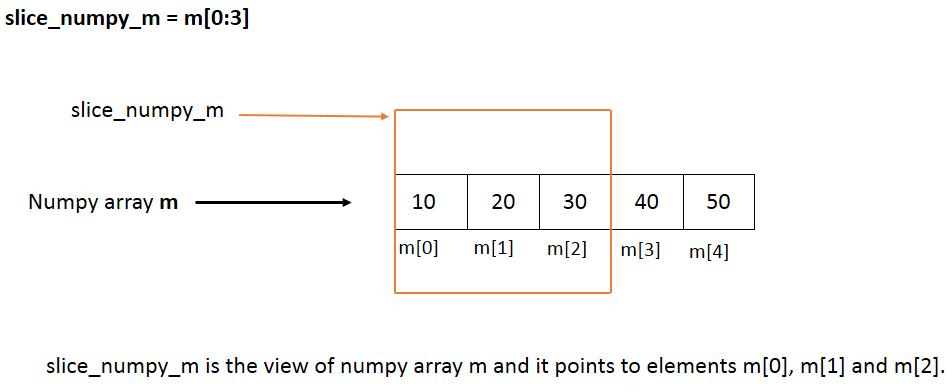 slice_numpy_m = m[0:3]
slice_numpy_m
Numpy array m
10 20 30 40 50
m[0] m[1] m[2] m[3] m[4]
slice_numpy_m is the view of numpy array m and it points to elements m[0], m[1] and m[2].